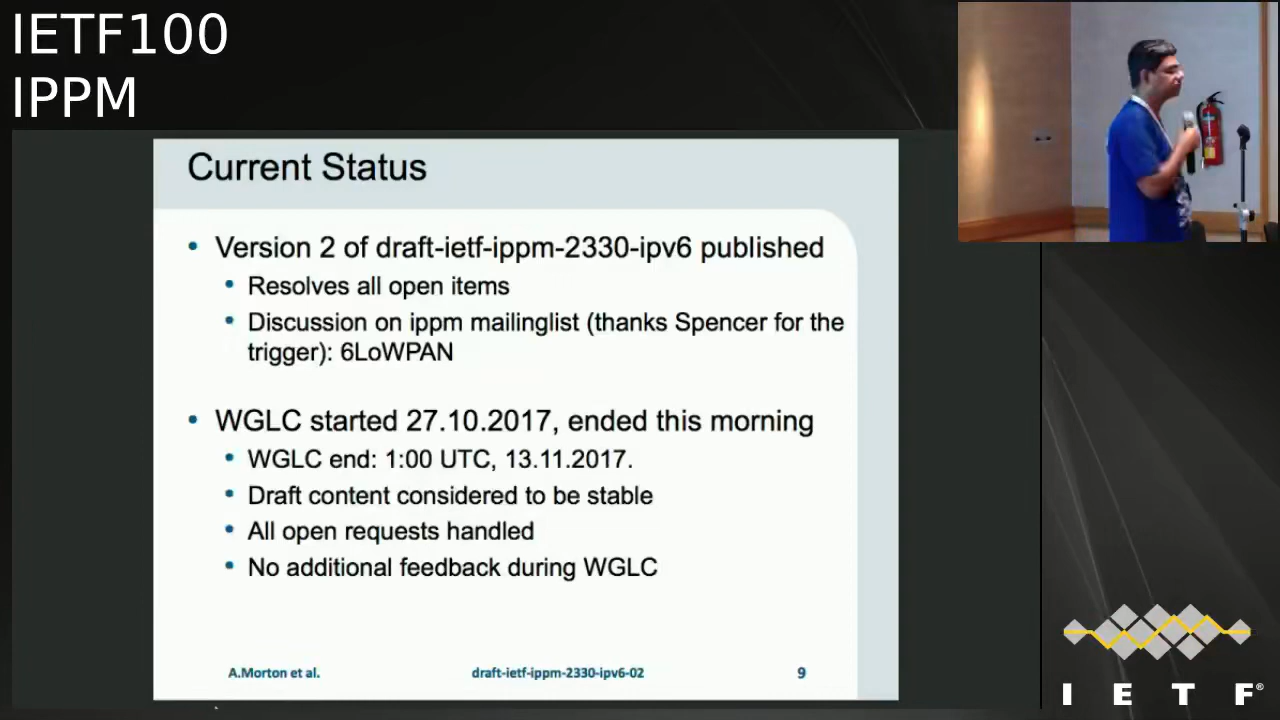 IETF100
IPPM
Current Status
• Version 2 of draft-ietf-ippm-2330-ipv6 published
• Resolves all open items
• Discussion on ippm mailinglist (thanks Spencer for the
trigger): 6LoWPAN
• WGLC started 27.10.2017, ended this morning
• WGLC end: 1:00 UTC, 13.11.2017.
• Draft content considered to be stable
• All open requests handled
• No additional feedback during WGLC
A.Morton et al.
draft-ietf-ippm-2330-ipv6-02
9
I E T F®